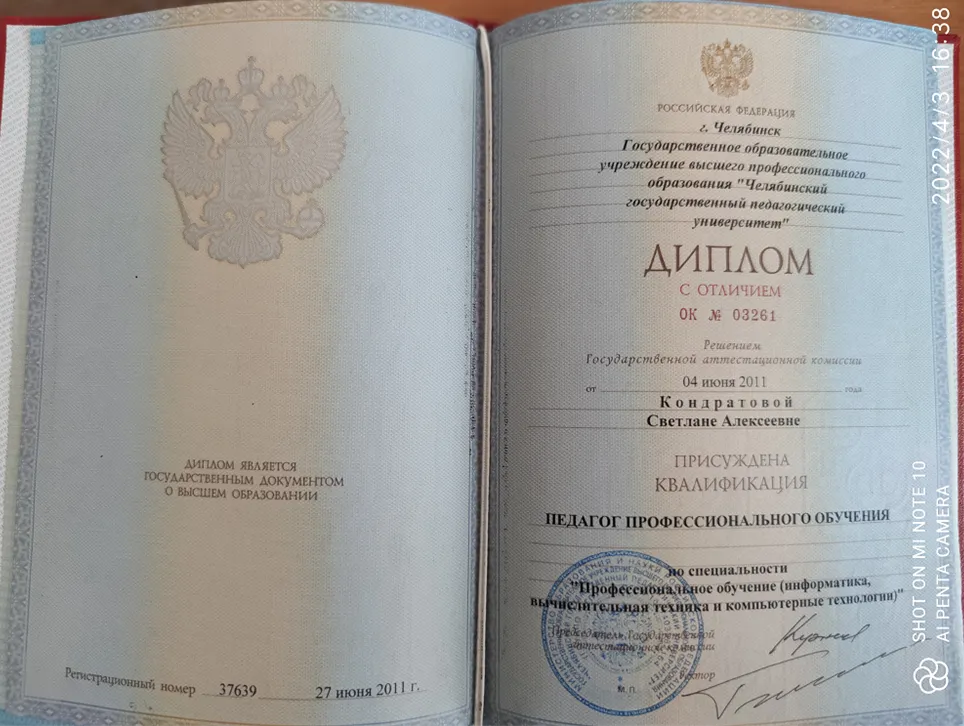 ДИПЛОМ ЯВЛЯЕТСЯ
ГОСУДАРСТВЕННЫМ ДОКУМЕНТОМ
О ВЫСШЕМ ОБРАЗОВАНИИ
Регистрационный номер 37639 27 июня 2011 г.
РОССИЙСКАЯ ФЕДЕРАЦИЯ
г. Челябинск
Государственное образовательное
учреждение высшего профессионального
образования "Челябинский
государственный педагогический
университет"
ДИПЛОМ
С ОТЛИЧИЕМ
ОК № 03261
Решением
Государственной аттестационной комиссии
от 04 июня 2011 года
Кондратовой
Светлане Алексеевне
ПРИСУЖДЕНА
КВАЛИФИКАЦИЯ
ПЕДАГОГ ПРОФЕССИОНАЛЬНОГО ОБУЧЕНИЯ
по специальности
"Профессиональное обучение (информатика,
вычислительная техника и компьютерные технологии)"
Председатель Государственной
аттестационной комиссии
М.П.
2022/4/3 16:38
SHOT ON MI NOTE 10
AI PENTA CAMERA